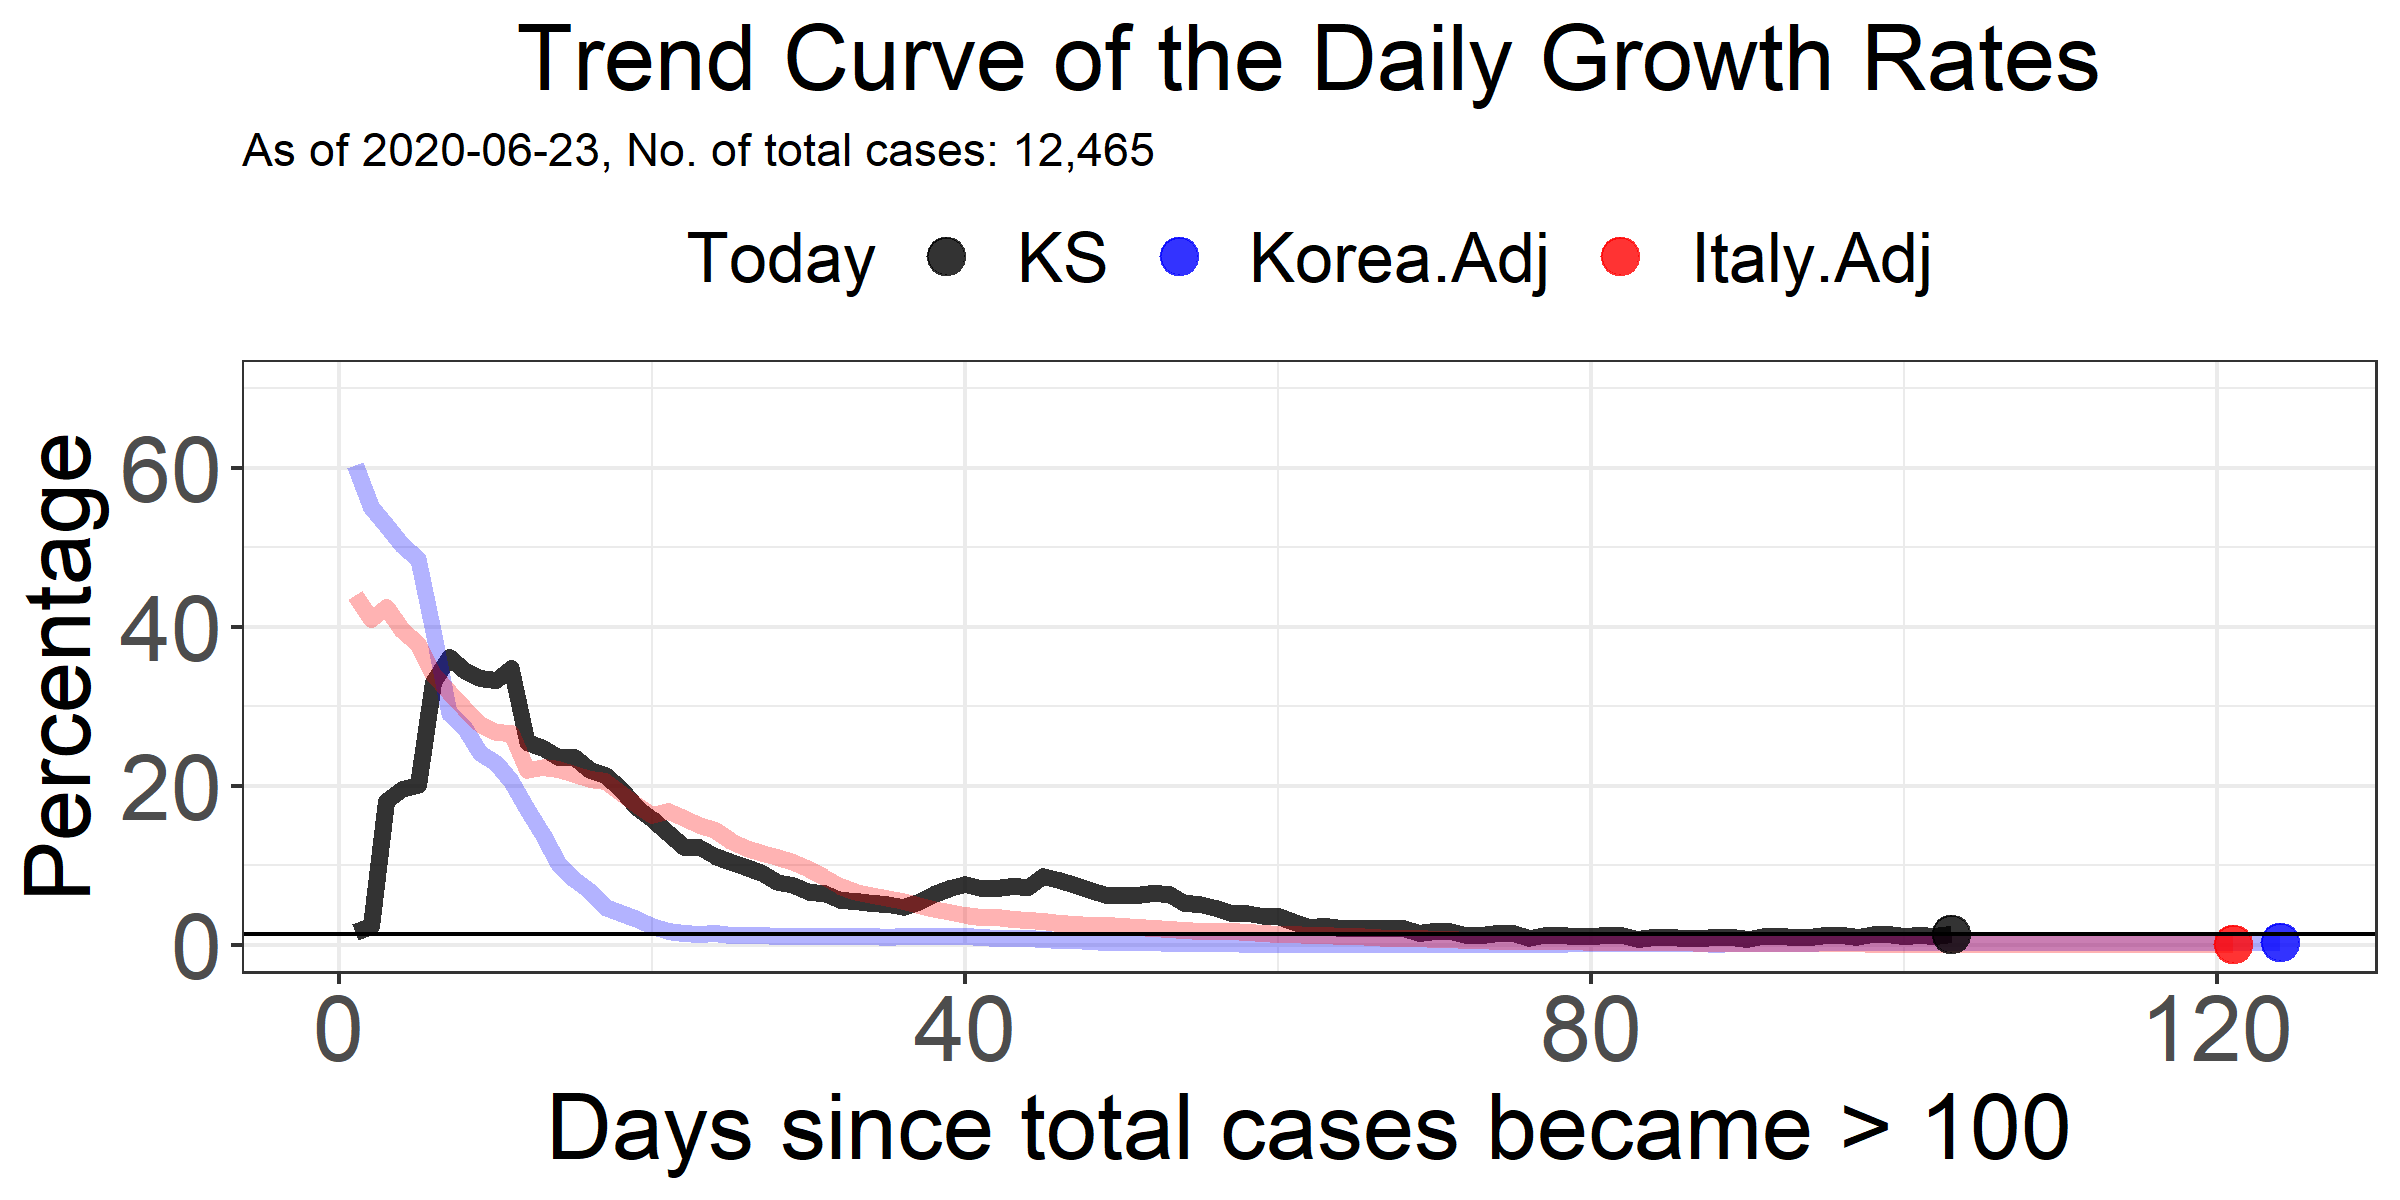 Trend Curve of the Daily Growth Rates
As of 2020-06-23, No. of total cases: 12,465
Today KS Korea.Adj Italy.Adj
Percentage
60
40
20
0
0 40 80 120
Days since total cases became > 100